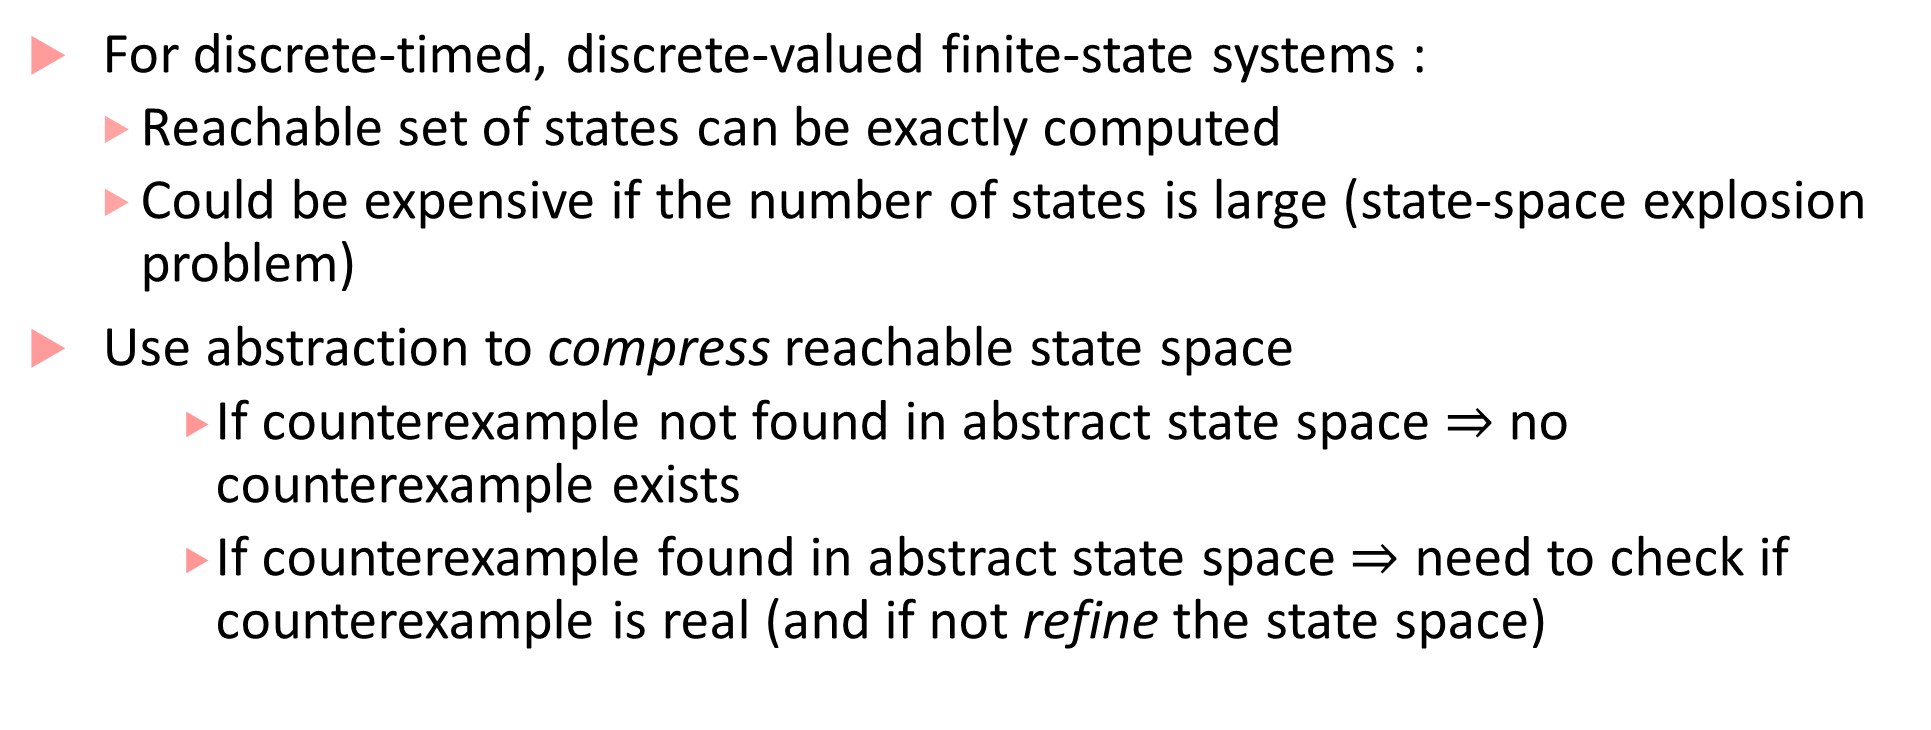 For discrete-timed, discrete-valued finite-state systems :
Reachable set of states can be exactly computed
Could be expensive if the number of states is large (state-space explosion
problem)
Use abstraction to compress reachable state space
If counterexample not found in abstract state space ⇒ no
counterexample exists
If counterexample found in abstract state space ⇒ need to check if
counterexample is real (and if not refine the state space)